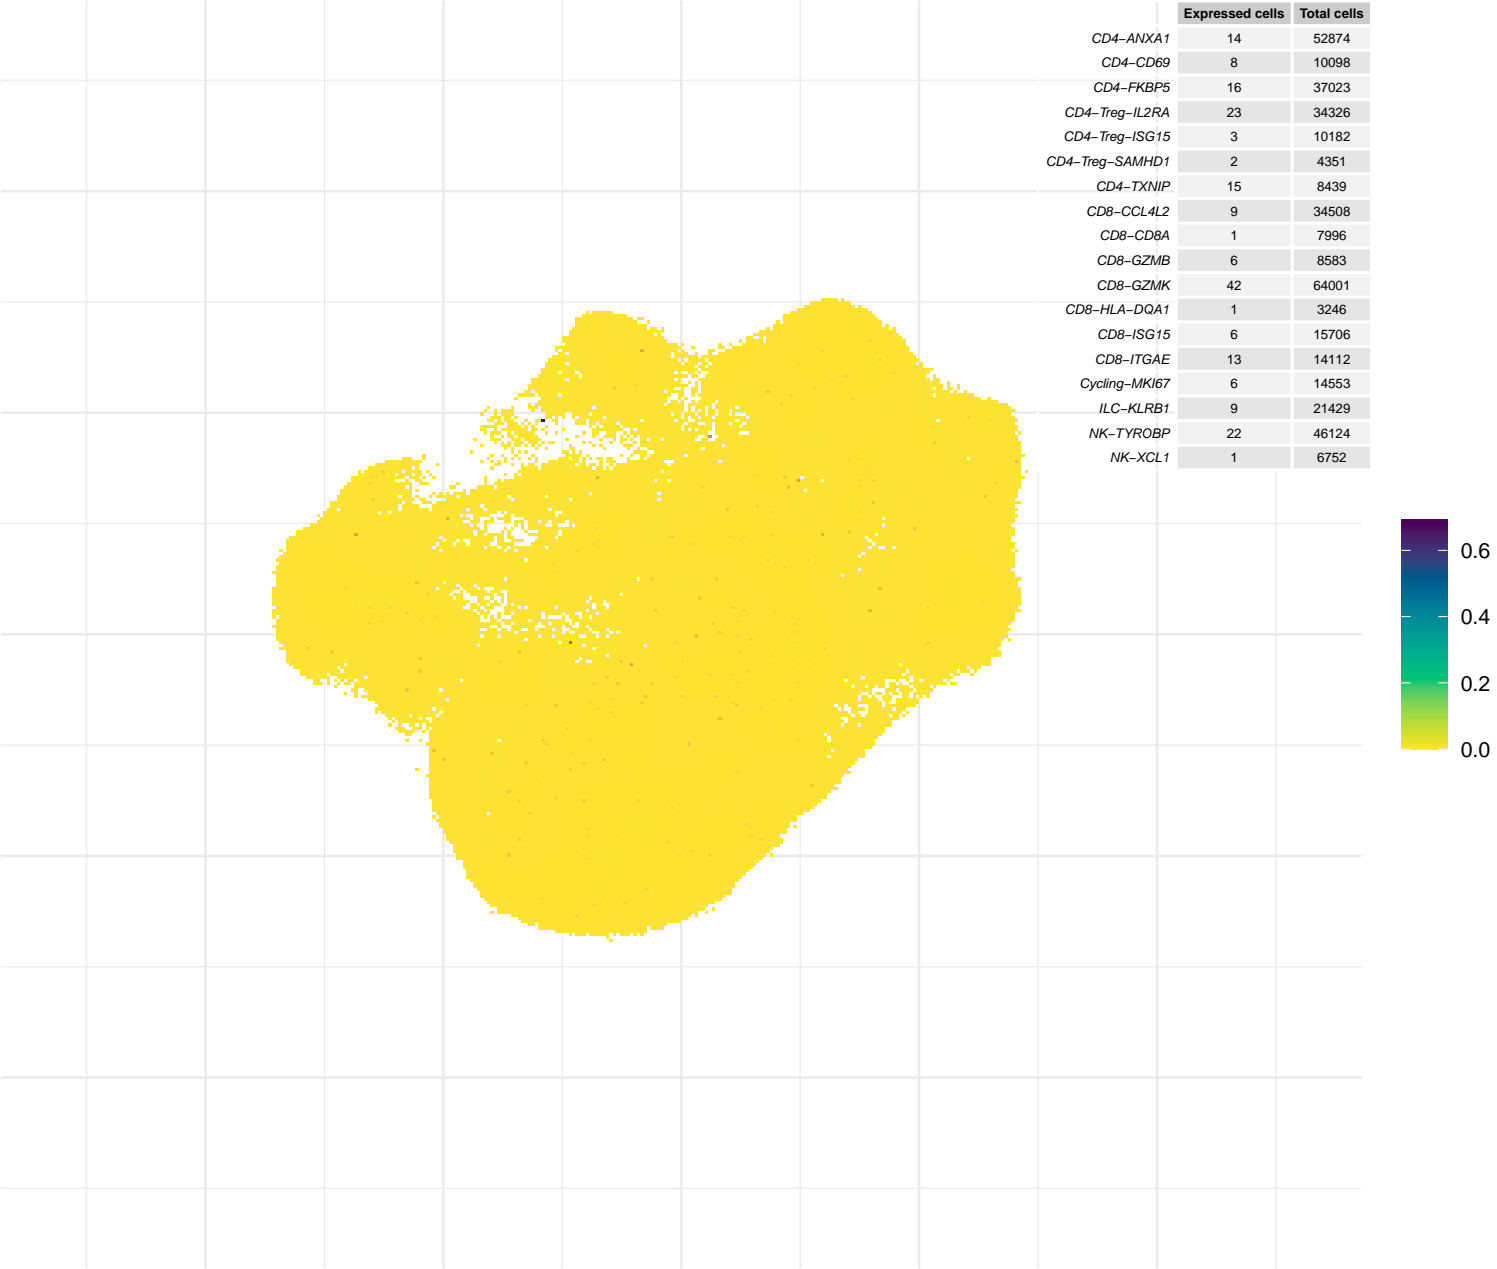 Expressed cells Total cells
CD4−ANXA1 14 52874
CD4−CD69 8 10098
CD4−FKBP5 16 37023
CD4−Treg−IL2RA 23 34326
CD4−Treg−ISG15 3 10182
CD4−Treg−SAMHD1 2 4351
CD4−TXNIP 15 8439
CD8−CCL4L2 9 34508
CD8−CD8A 1 7996
CD8−GZMB 6 8583
CD8−GZMK 42 64001
CD8−HLA−DQA1 1 3246
CD8−ISG15 6 15706
CD8−ITGAE 13 14112
Cycling−MKI67 6 14553
ILC−KLRB1 9 21429
NK−TYROBP 22 46124
NK−XCL1 1 6752
0.6
0.4
0.2
0.0